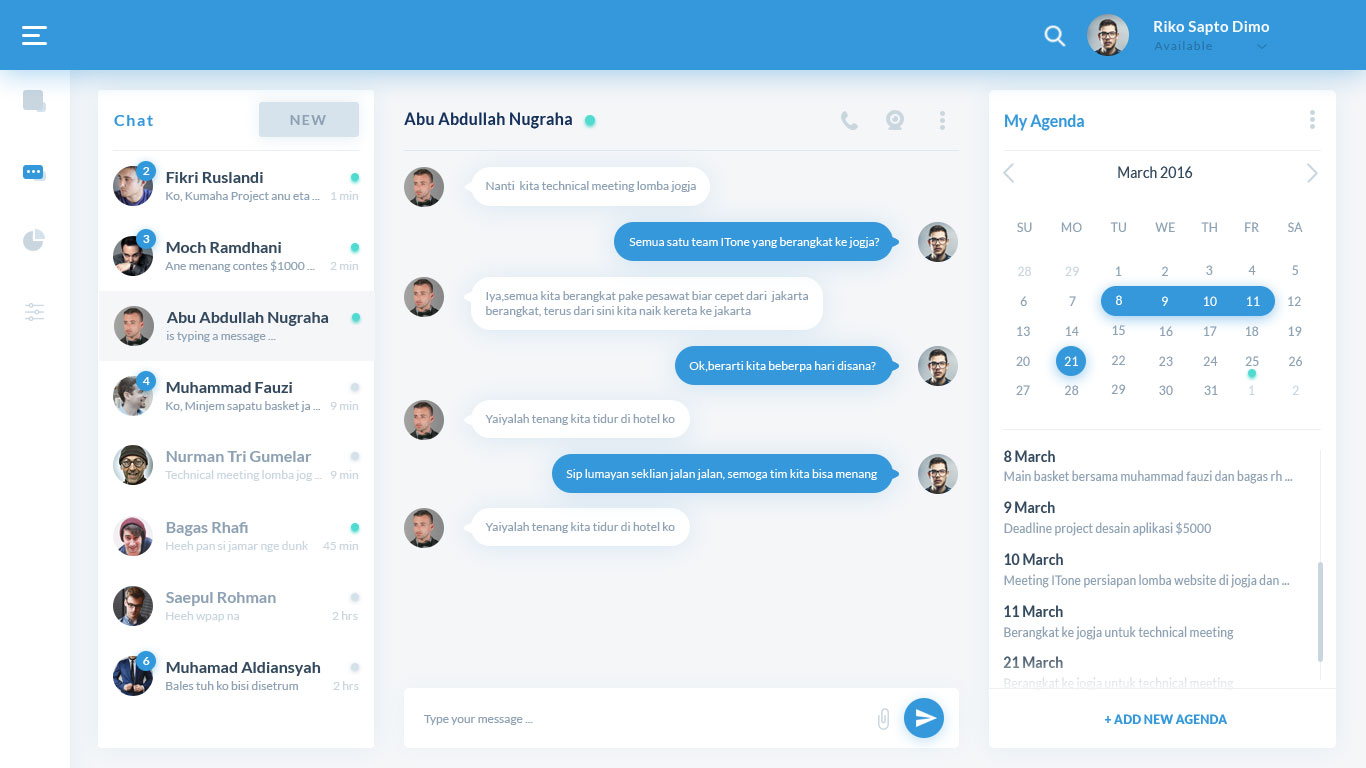 Riko Sapto Dimo
Available
Chat
NEW
2
Fikri Ruslandi
Ko, Kumaha Project anu eta ...
1 min
3
Moch Ramdhani
Ane menang contes $1000 ...
2 min
Abu Abdullah Nugraha
is typing a message ...
4
Muhammad Fauzi
Ko, Minjem sapatu basket ja ...
9 min
Nurman Tri Gumelar
Technical meeting lomba jog ...
9 min
Bagas Rhafi
Heeh pan si jamar nge dunk
45 min
Saepul Rohman
Heeh wpap na
2 hrs
6
Muhamad Aldiansyah
Bales tuh ko bisi disetrum
2 hrs
Abu Abdullah Nugraha
Nanti kita technical meeting lomba jogja
Semua satu team ITone yang berangkat ke jogja?
Iya,semua kita berangkat pake pesawat biar cepet dari jakarta
berangkat, terus dari sini kita naik kereta ke jakarta
Ok,berarti kita beberpa hari disana?
Yaiyalah tenang kita tidur di hotel ko
Sip lumayan seklian jalan jalan, semoga tim kita bisa menang
Yaiyalah tenang kita tidur di hotel ko
Type your message ...
My Agenda
March 2016
SU MO TU WE TH FR SA
28 29 1 2 3 4 5
6 7 8 9 10 11 12
13 14 15 16 17 18 19
20 21 22 23 24 25 26
27 28 29 30 31 1 2
8 March
Main basket bersama muhammad fauzi dan bagas rh ...
9 March
Deadline project desain aplikasi $5000
10 March
Meeting ITone persiapan lomba website di jogja dan ...
11 March
Berangkat ke jogja untuk technical meeting
21 March
Berangkat ke jogja untuk technical meeting
+ ADD NEW AGENDA